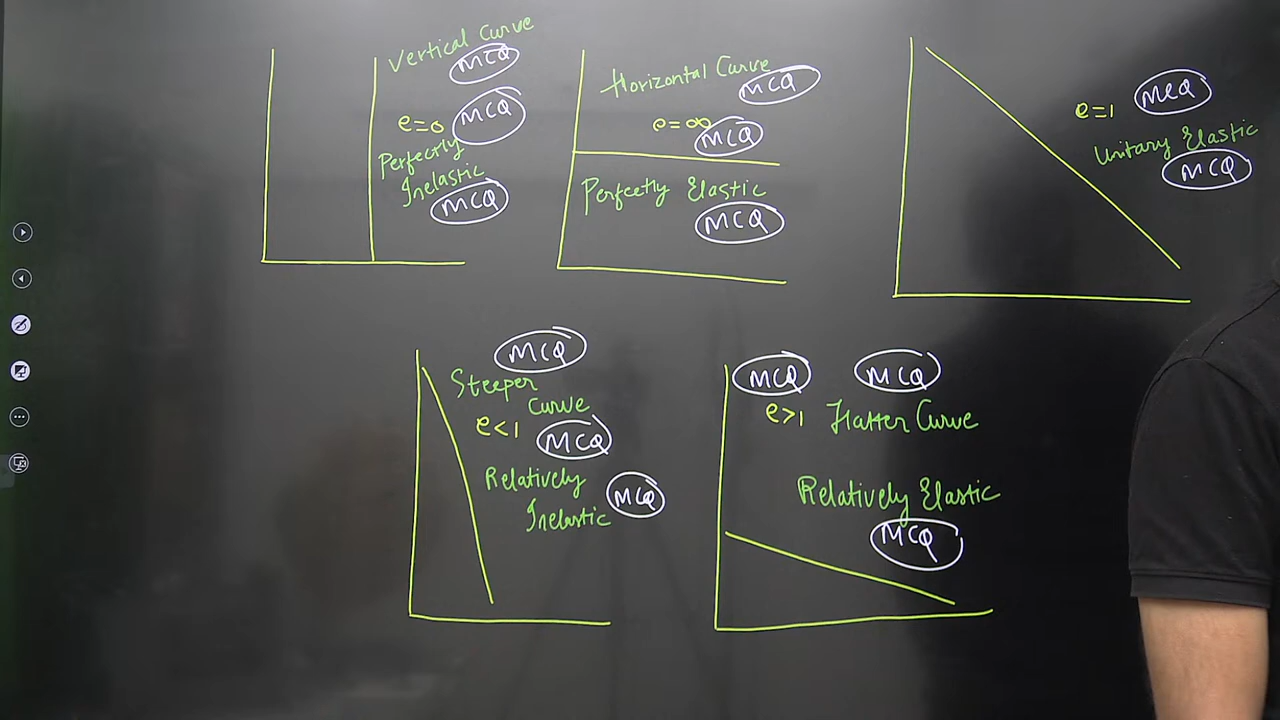 Vertical Curve
MCQ
e=0 MCQ
Perfectly
Inelastic
MCQ
Horizontal Curve
MCQ
e=∞
MCQ
Perfectly Elastic
MCQ
e=1 MCQ
Unitary Elastic
MCQ
MCQ
Steeper
Curve
e<1 MCQ
Relatively
Inelastic MCQ
MCQ MCQ
e>1 Flatter Curve
Relatively Elastic
MCQ